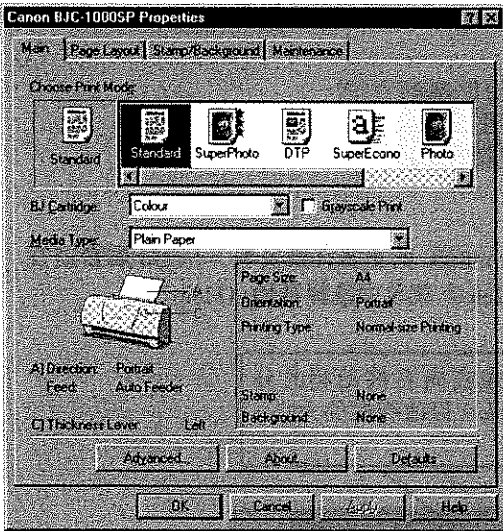 Canon BJC-1000SP Properties
Main Page Layout Stamp/Background Maintenance
Choose Print Mode
Standard Standard SuperPhoto DTP SuperEcono Photo
BJ Cartridge: Colour Grayscale Print
Media Type: Plain Paper
A
C
Page Size: A4
Orientation: Portrait
Printing Type: Normal-size Printing
A) Direction: Portrait
Feed: Auto Feeder
Stamp: None
Background: None
C) Thickness Lever: Left
Advanced... About... Defaults
OK Cancel Apply Help